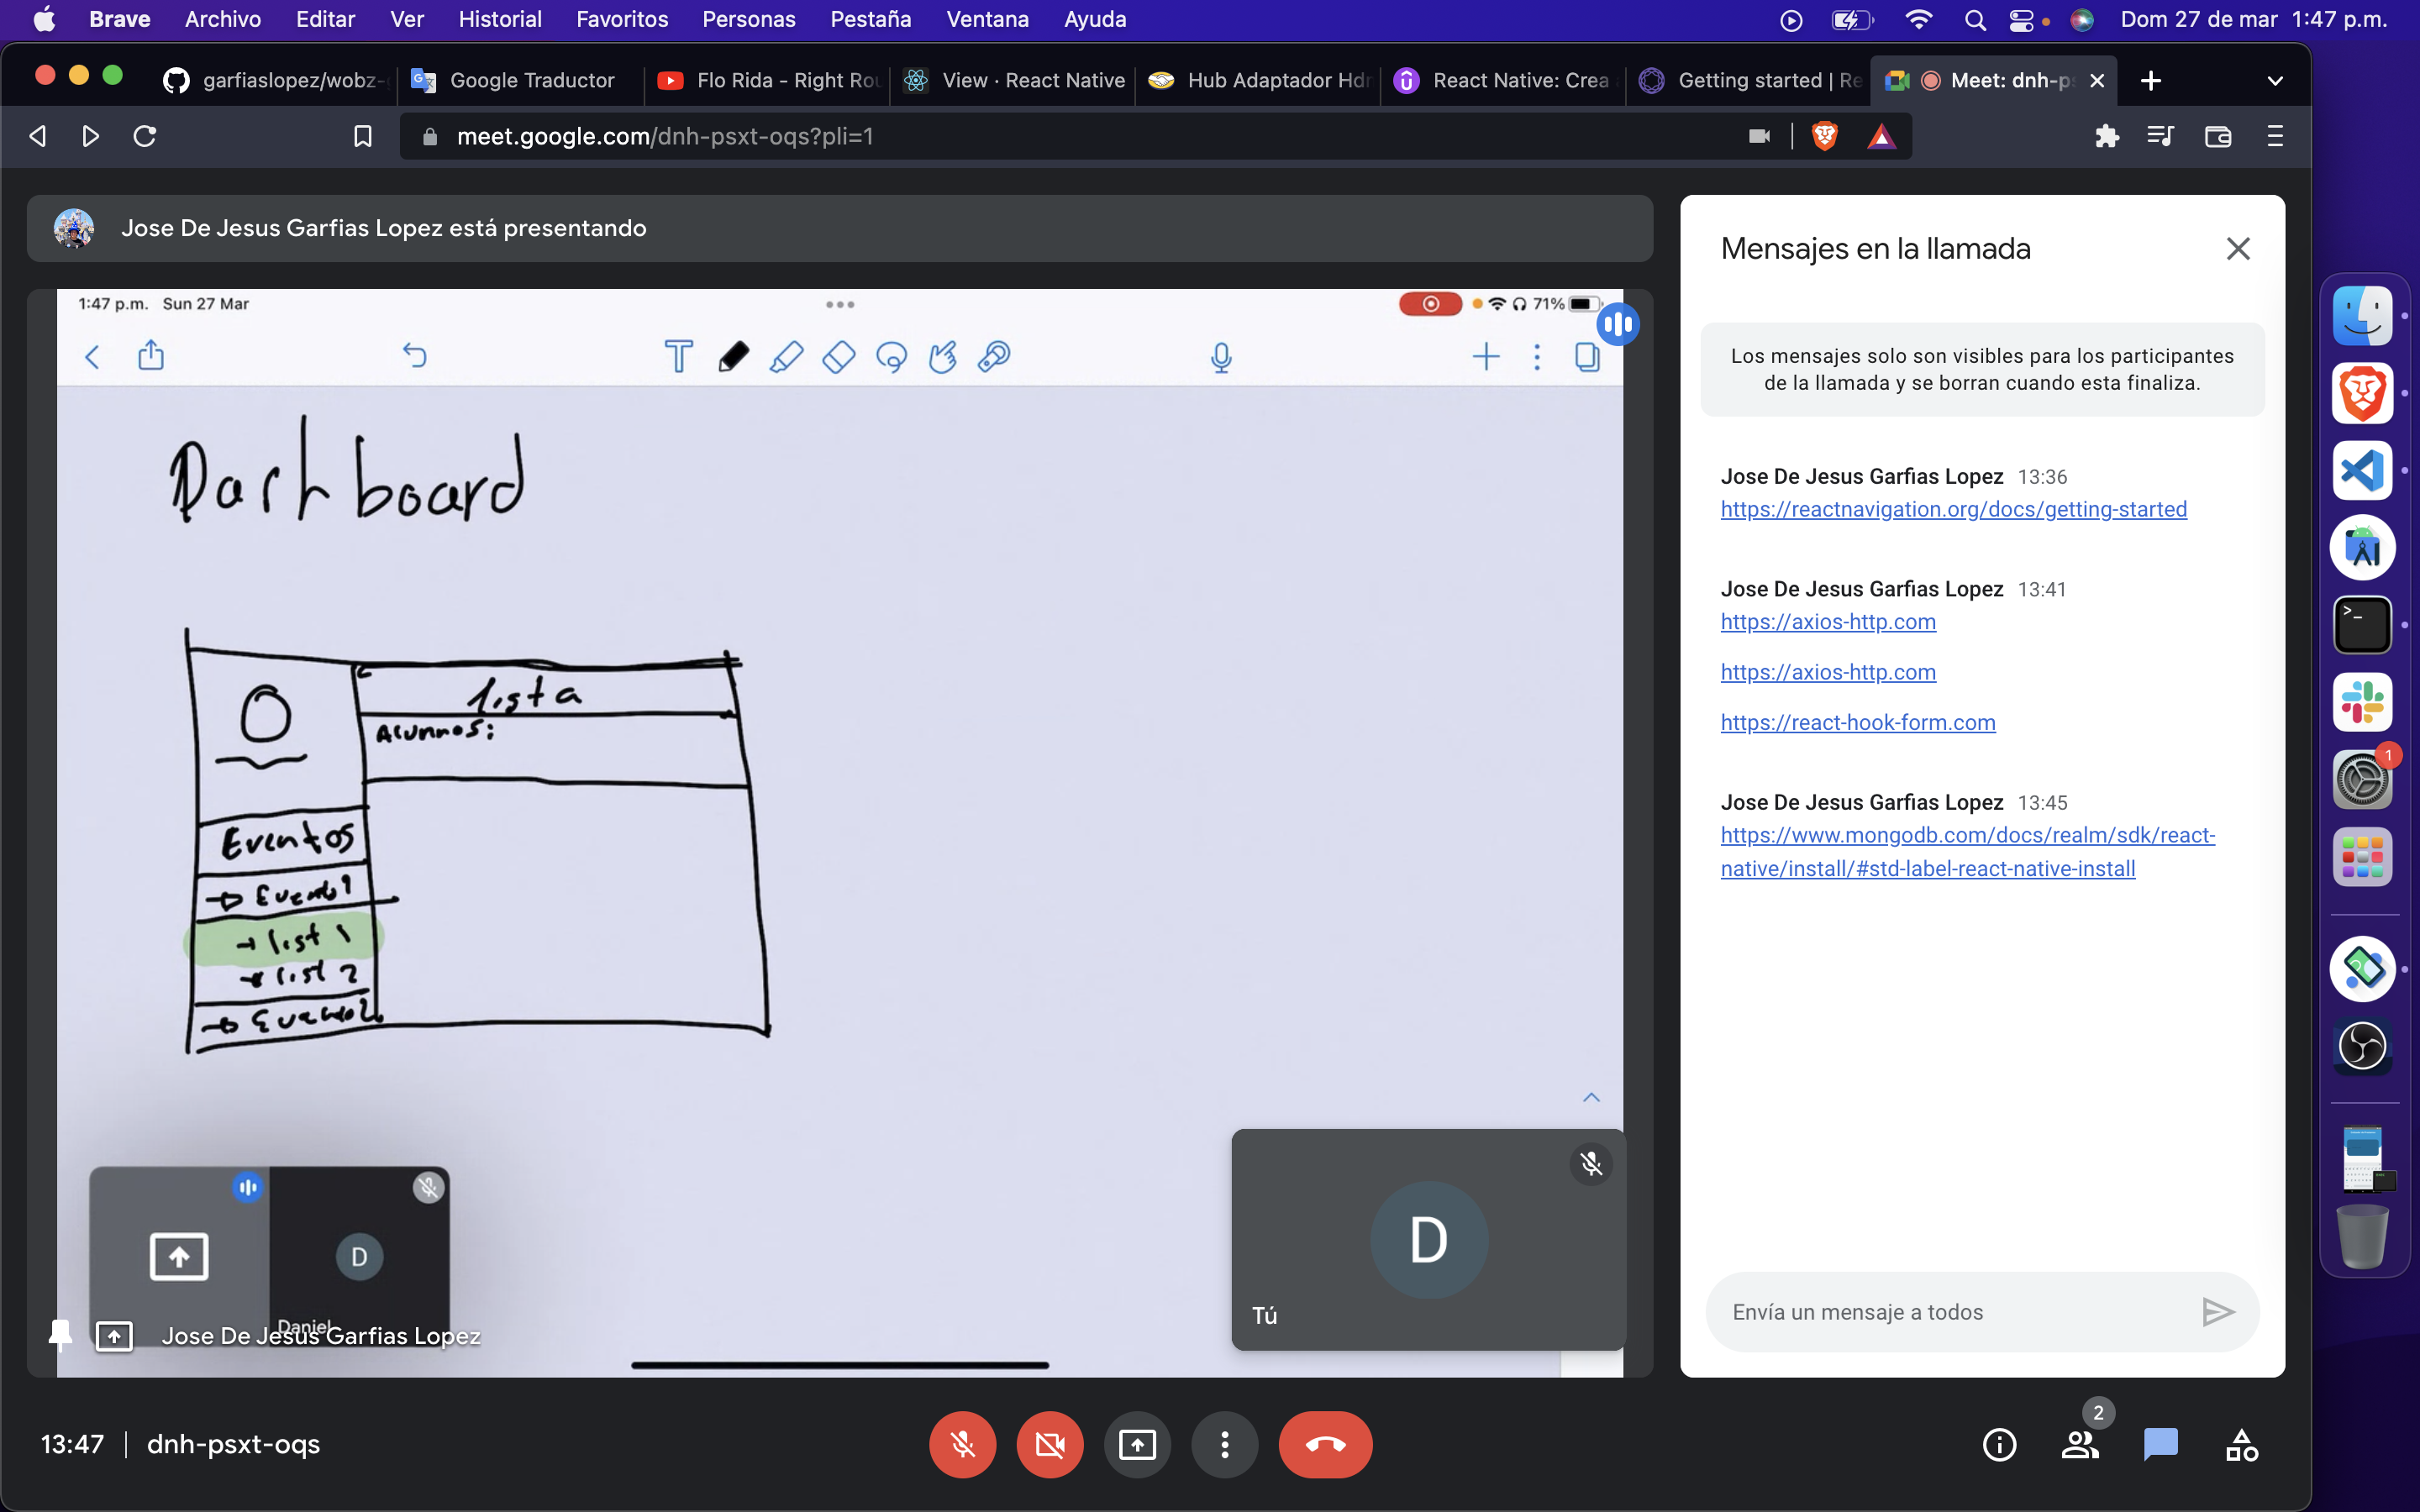 Brave Archivo Editar Ver Historial Favoritos Personas Pestaña Ventana Ayuda
Dom 27 de mar 1:47 p.m.
garfiaslopez/wobz-
Google Traductor
Flo Rida - Right Rou
View · React Native
Hub Adaptador Hdm
React Native: Crea
Getting started | Re
Meet: dnh-ps
meet.google.com/dnh-psxt-oqs?pli=1
Jose De Jesus Garfias Lopez está presentando
1:47 p.m. Sun 27 Mar
71%
Dashboard
lista
Alumnos:
Eventos
Evento1
list 1
list 2
Evento2
D
Daniel
Jose De Jesus Garfias Lopez
D
Tú
Mensajes en la llamada
Los mensajes solo son visibles para los participantes
de la llamada y se borran cuando esta finaliza.
Jose De Jesus Garfias Lopez 13:36
https://reactnavigation.org/docs/getting-started
Jose De Jesus Garfias Lopez 13:41
https://axios-http.com
https://axios-http.com
https://react-hook-form.com
Jose De Jesus Garfias Lopez 13:45
https://www.mongodb.com/docs/realm/sdk/react-
native/install/#std-label-react-native-install
Envía un mensaje a todos
1
13:47 | dnh-psxt-oqs
2